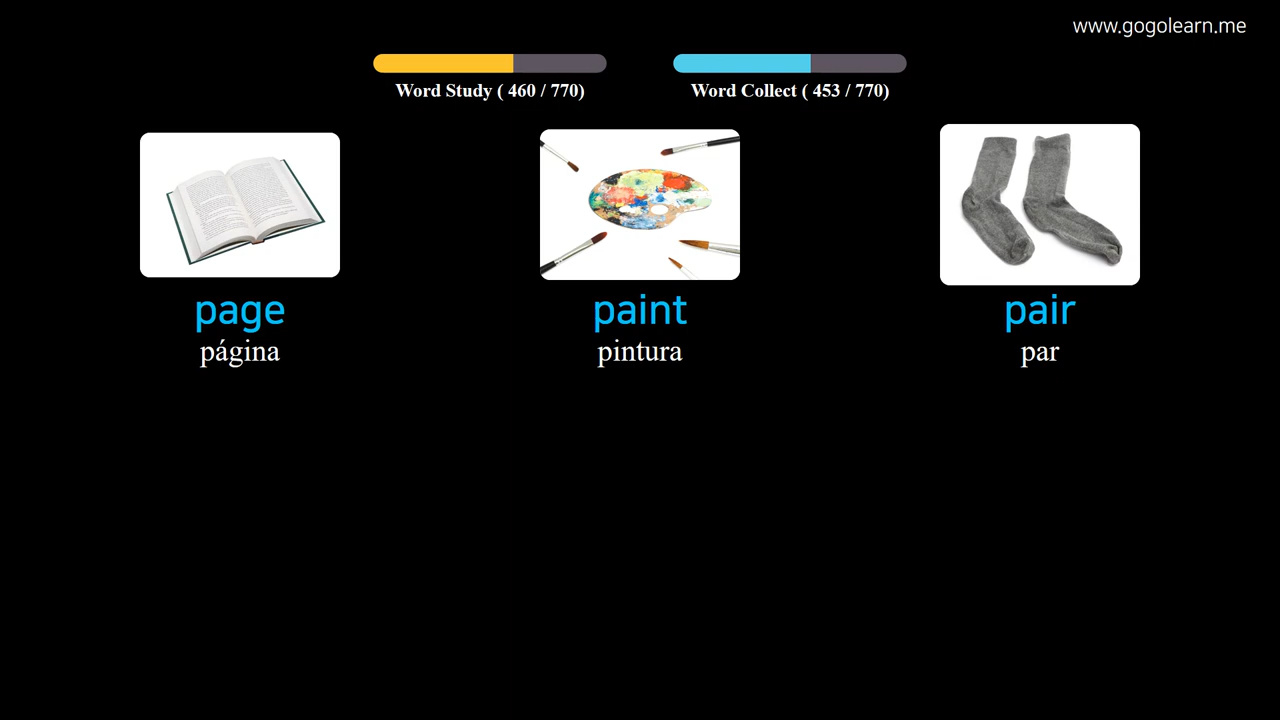 www.gogolearn.me
Word Study ( 460 / 770)
Word Collect ( 453 / 770)
page
paint
pair
página
pintura
par